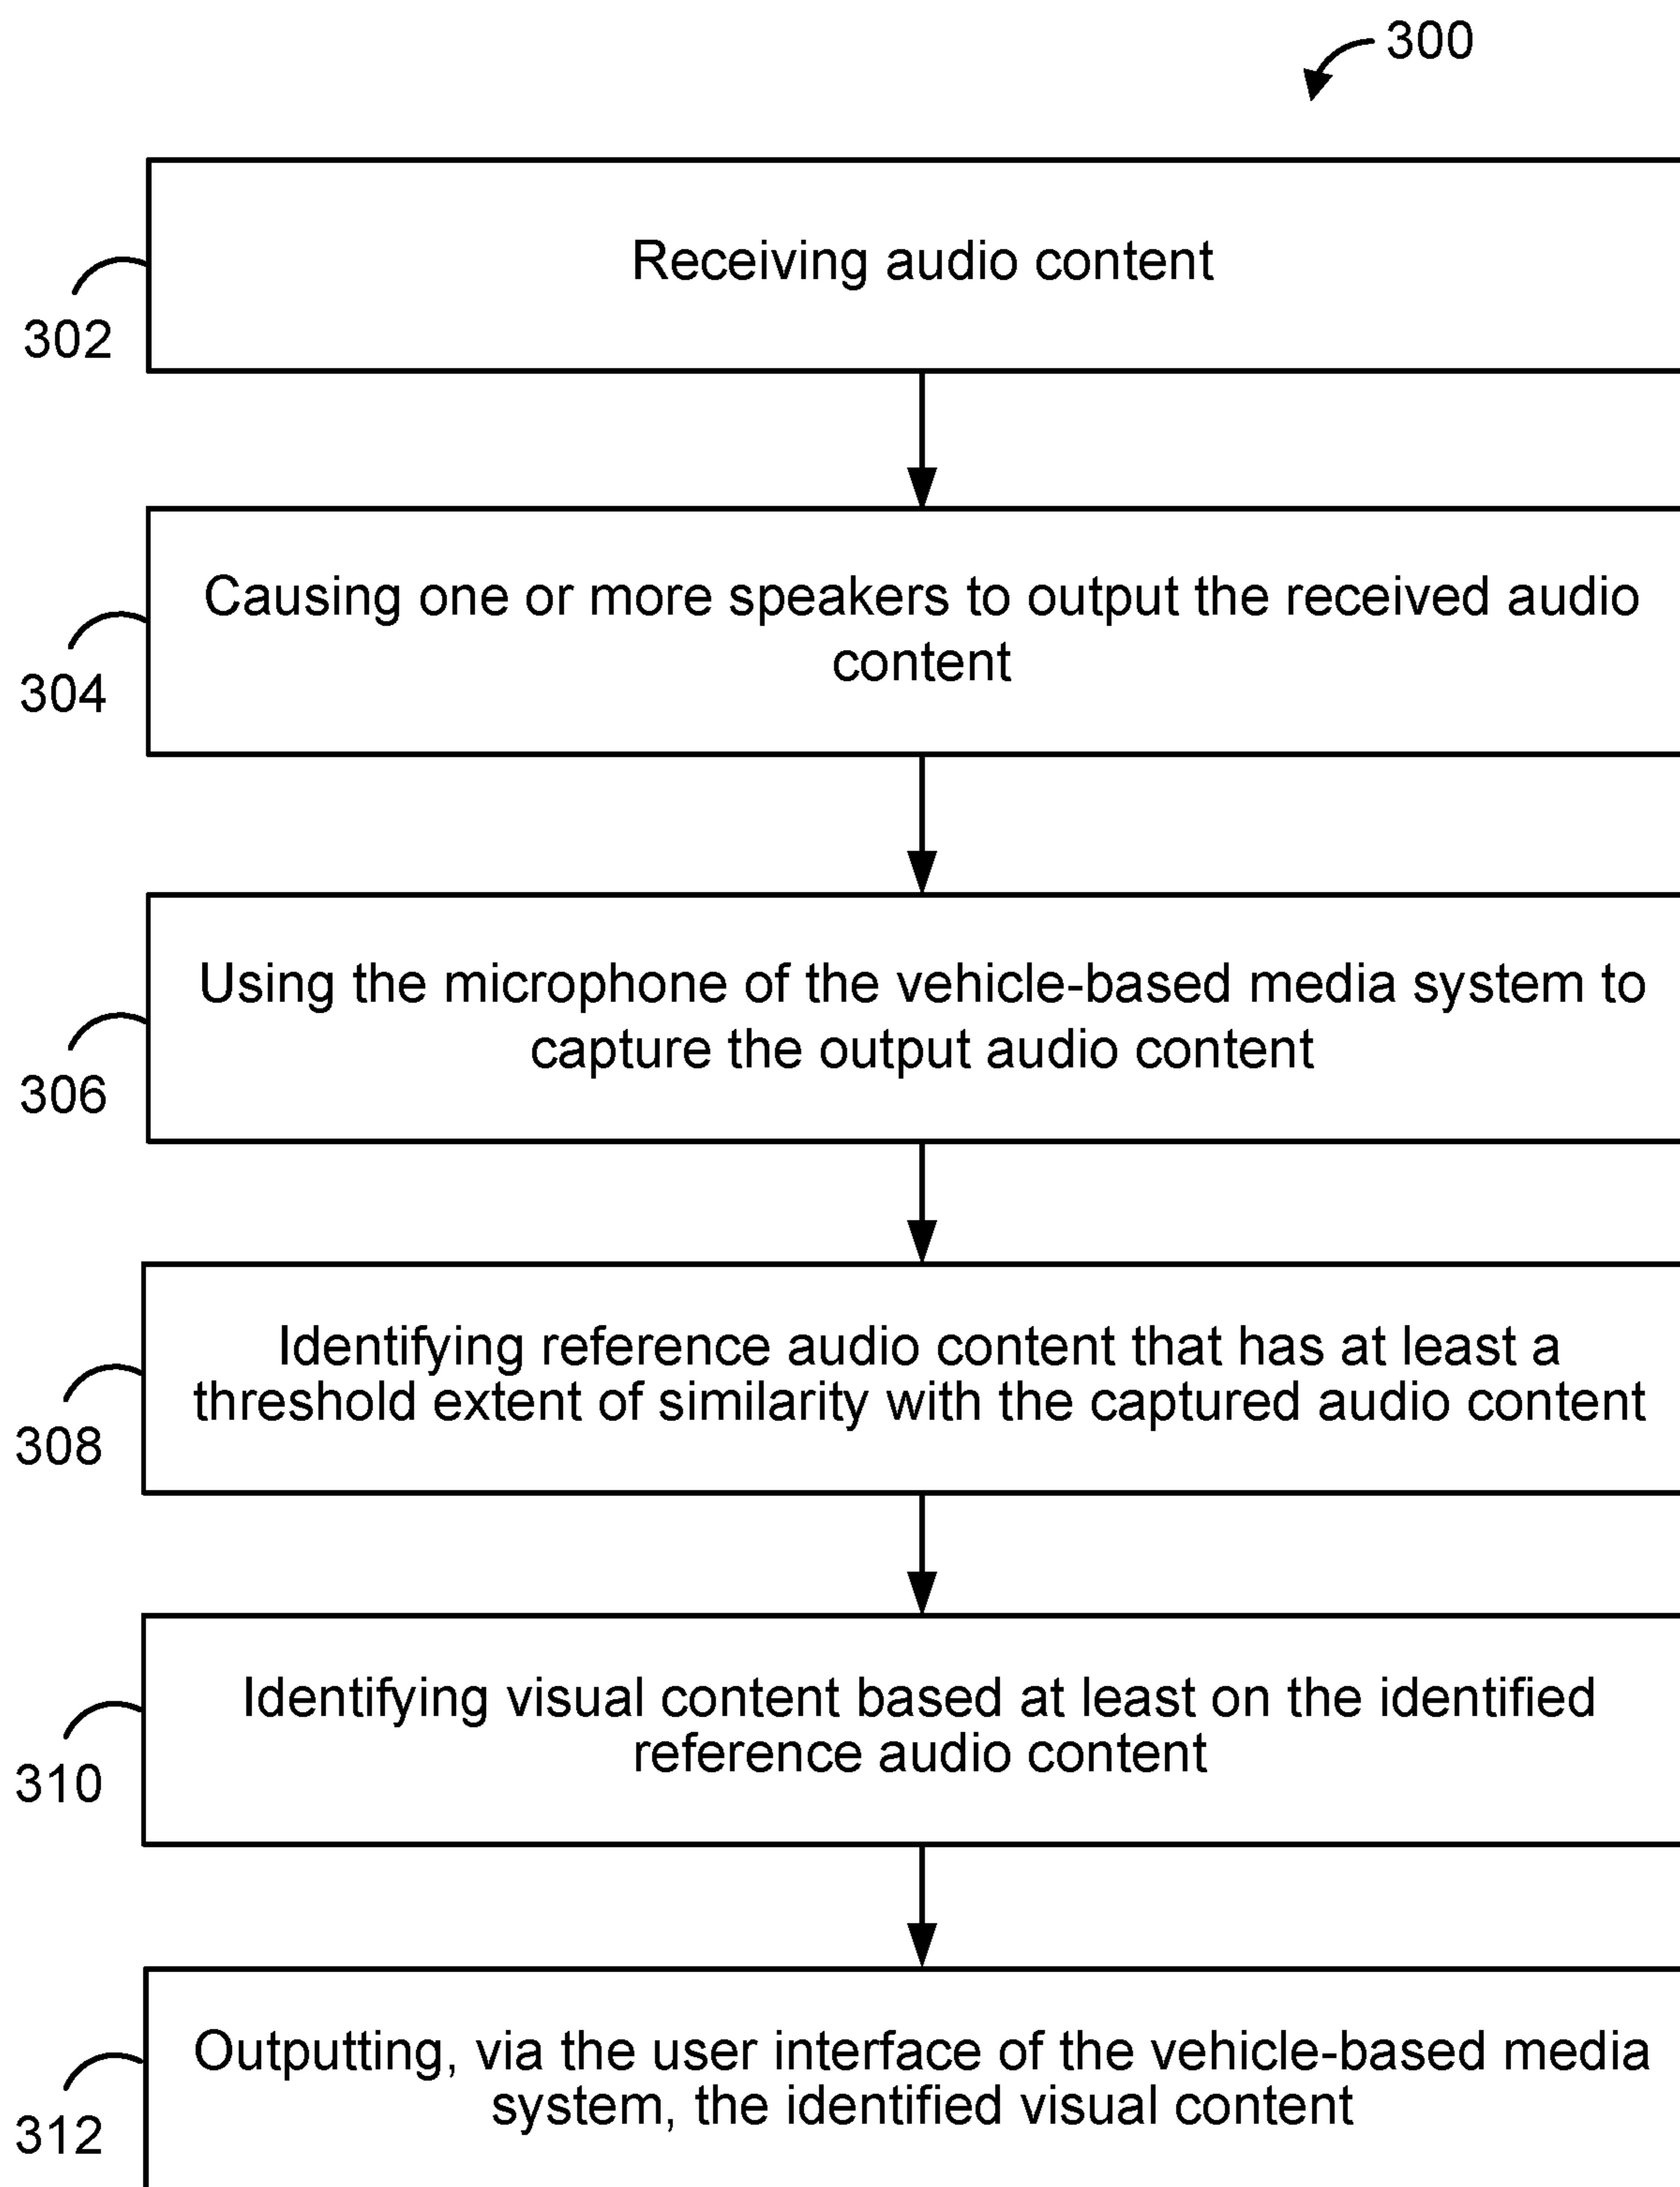 300
Receiving audio content
302
Causing one or more speakers to output the received audio
content
304
Using the microphone of the vehicle-based media system to
capture the output audio content
306
Identifying reference audio content that has at least a
threshold extent of similarity with the captured audio content
308
Identifying visual content based at least on the identified
reference audio content
310
Outputting, via the user interface of the vehicle-based media
system, the identified visual content
312